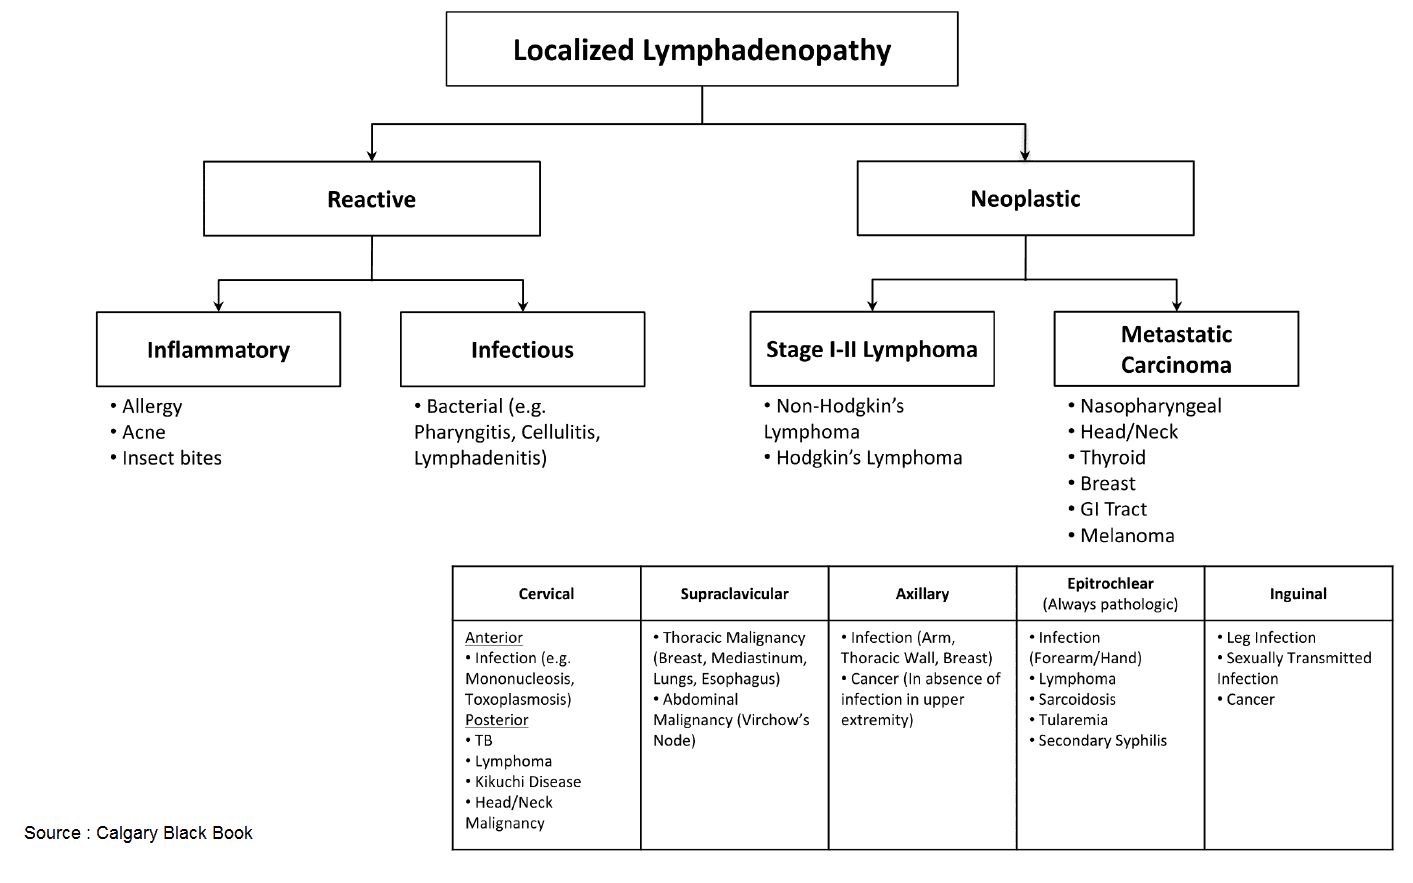 Localized Lymphadenopathy
Reactive
Neoplastic
Inflammatory
• Allergy
• Acne
• Insect bites
Infectious
• Bacterial (e.g.
Pharyngitis, Cellulitis,
Lymphadenitis)
Stage I-II Lymphoma
• Non-Hodgkin's
Lymphoma
• Hodgkin's Lymphoma
Metastatic
Carcinoma
• Nasopharyngeal
• Head/Neck
• Thyroid
• Breast
• GI Tract
• Melanoma
Cervical
Anterior
• Infection (e.g.
Mononucleosis,
Toxoplasmosis)
Posterior
• TB
• Lymphoma
• Kikuchi Disease
• Head/Neck
Malignancy
Supraclavicular
• Thoracic Malignancy
(Breast, Mediastinum,
Lungs, Esophagus)
• Abdominal
Malignancy (Virchow's
Node)
Axillary
• Infection (Arm,
Thoracic Wall, Breast)
• Cancer (In absence of
infection in upper
extremity)
Epitrochlear
(Always pathologic)
• Infection
(Forearm/Hand)
• Lymphoma
• Sarcoidosis
• Tularemia
• Secondary Syphilis
Inguinal
• Leg Infection
• Sexually Transmitted
Infection
• Cancer
Source : Calgary Black Book